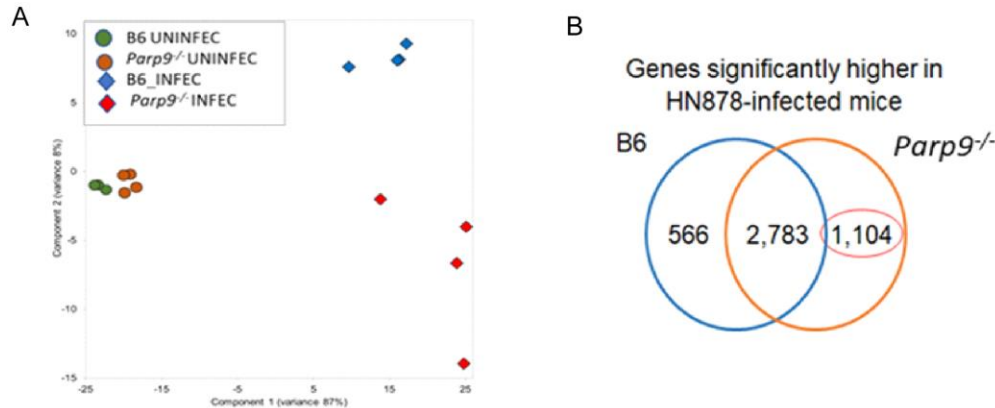 A
B6 UNINFEC
Parp9-/- UNINFEC
B6_INFEC
Parp9-/- INFEC
10
5
0
-5
-10
-15
Component 2 (variance 8%)
-25
-15
-5
5
15
25
Component 1 (variance 87%)
B
Genes significantly higher in
HN878-infected mice
B6
Parp9-/-
566
2,783
1,104